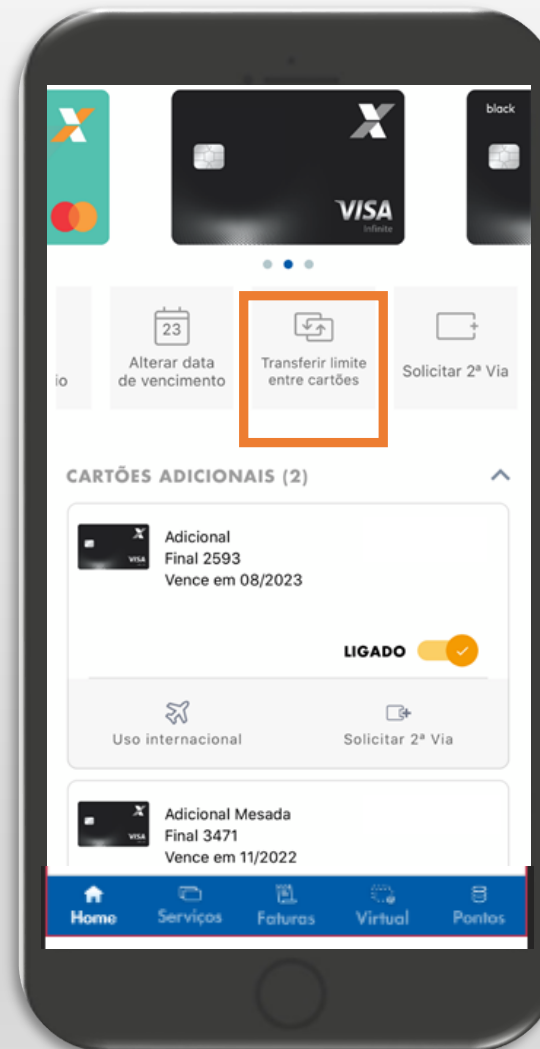 black
VISA
Infinite
io
23
Alterar data
de vencimento
Transferir limite
entre cartões
Solicitar 2ª Via
CARTÕES ADICIONAIS (2)
VISA
Adicional
Final 2593
Vence em 08/2023
LIGADO
Uso internacional
Solicitar 2ª Via
VISA
Adicional Mesada
Final 3471
Vence em 11/2022
Home
Serviços
Faturas
Virtual
Pontos